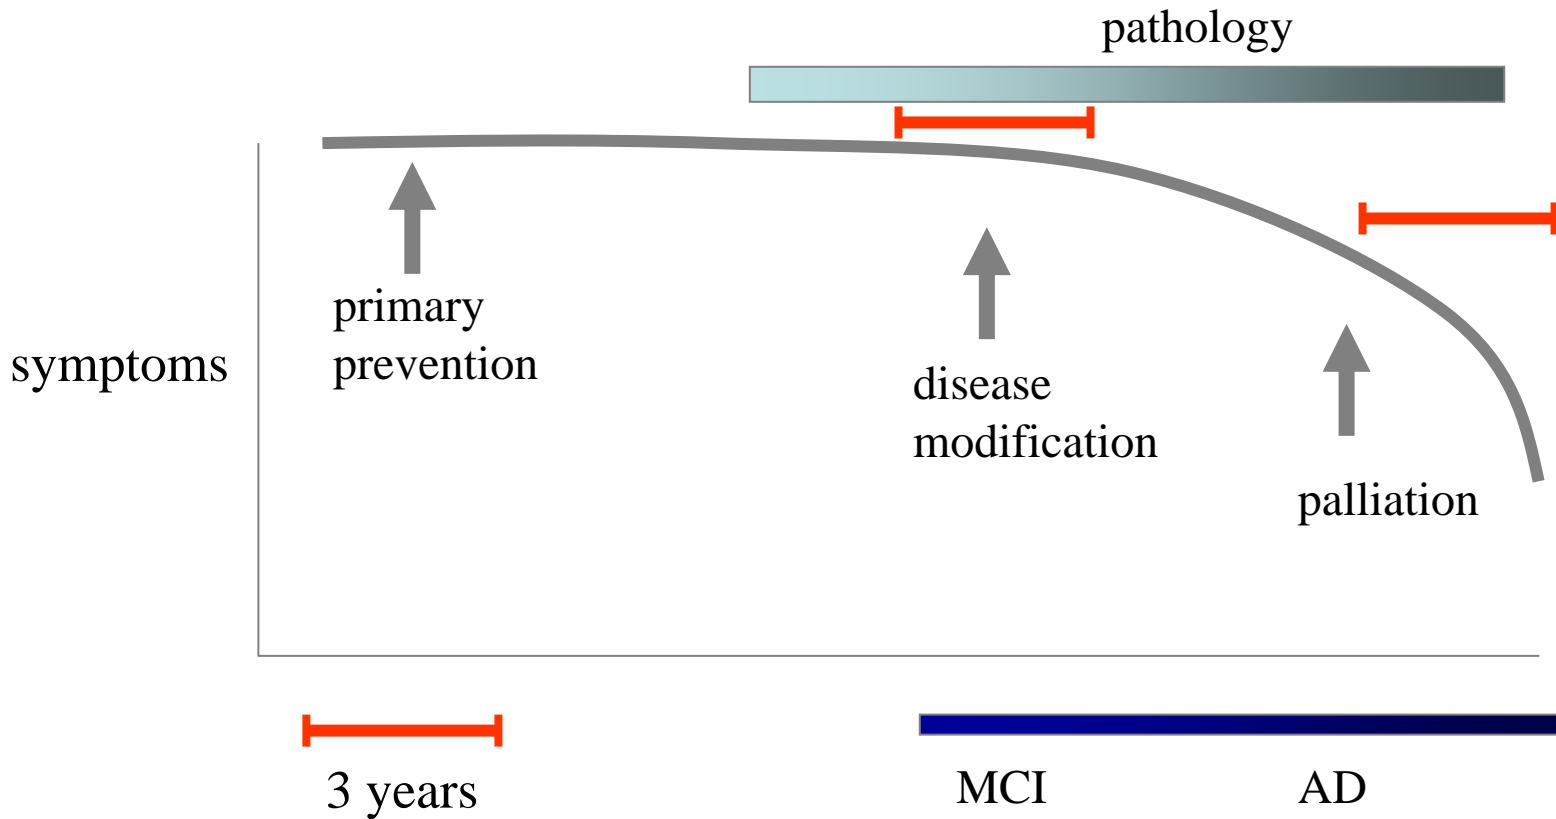 pathology
primary
prevention
symptoms
disease
modification
palliation
3 years
MCI
AD